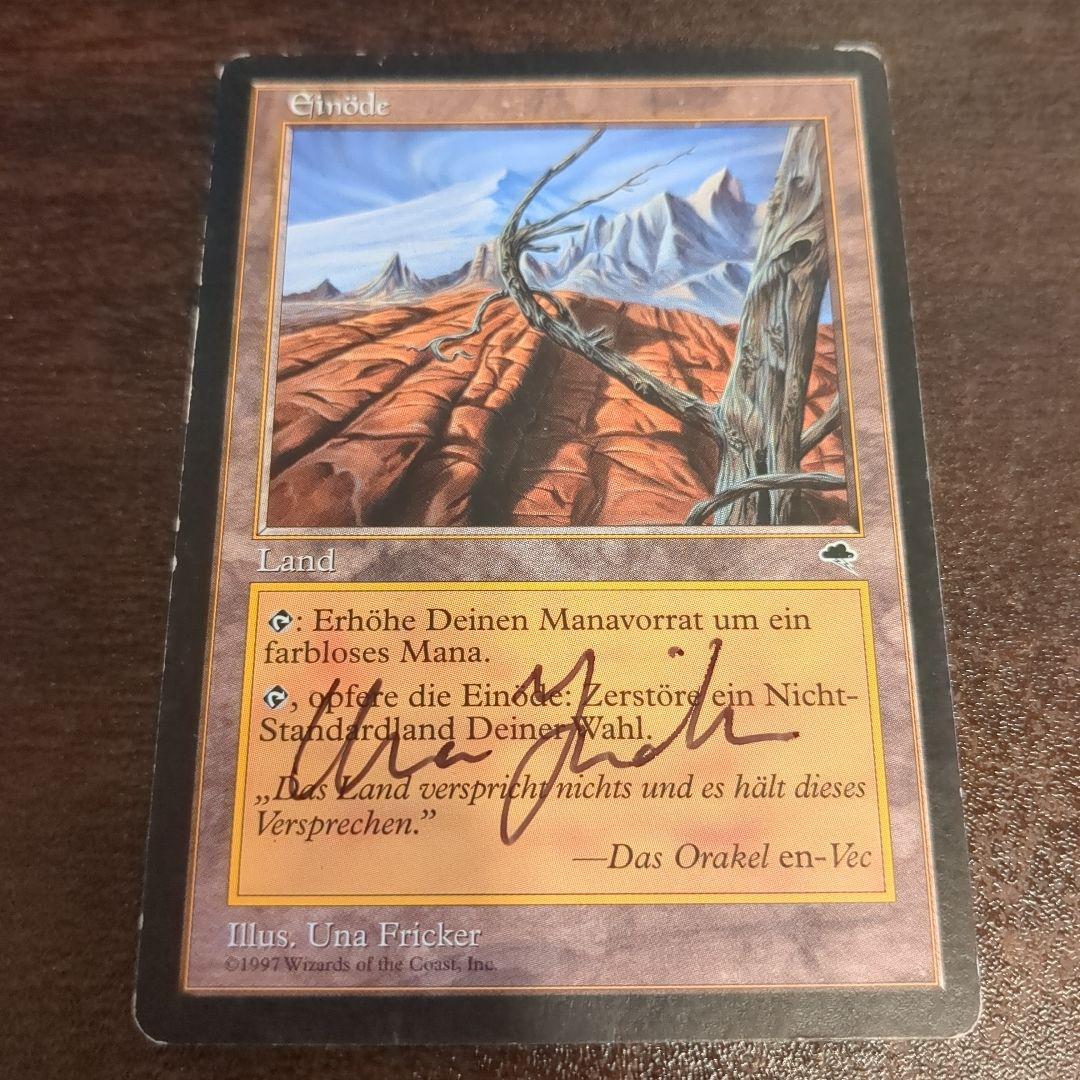 Einöde
Land
: Erhöhe Deinen Manavorrat um ein
farbloses Mana.
, opfere die Einöde: Zerstöre ein Nicht-
Standardland Deiner Wahl.
Una Fricker
„Das Land verspricht nichts und es hält dieses
Versprechen.”
—Das Orakel en-Vec
Illus. Una Fricker
©1997 Wizards of the Coast, Inc.